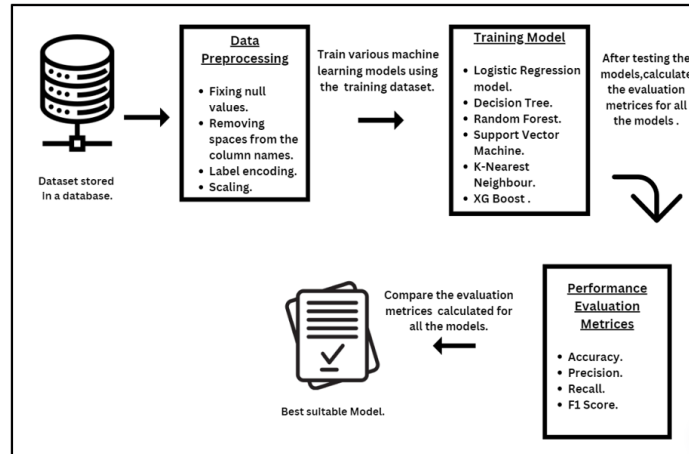 Dataset stored
In a database.
Data
Preprocessing
• Fixing null
values.
• Removing
spaces from the
column names.
• Label encoding.
• Scaling.
Train various machine
learning models using
the training dataset.
Training Model
• Logistic Regression
model.
• Decision Tree.
• Random Forest.
• Support Vector
Machine.
• K-Nearest
Neighbour.
• XG Boost .
After testing the
models,calculate
the evaluation
metrices for all
the models .
Performance
Evaluation
Metrices
• Accuracy.
• Precision.
• Recall.
• F1 Score.
Compare the evaluation
metrices calculated for
all the models.
Best suitable Model.